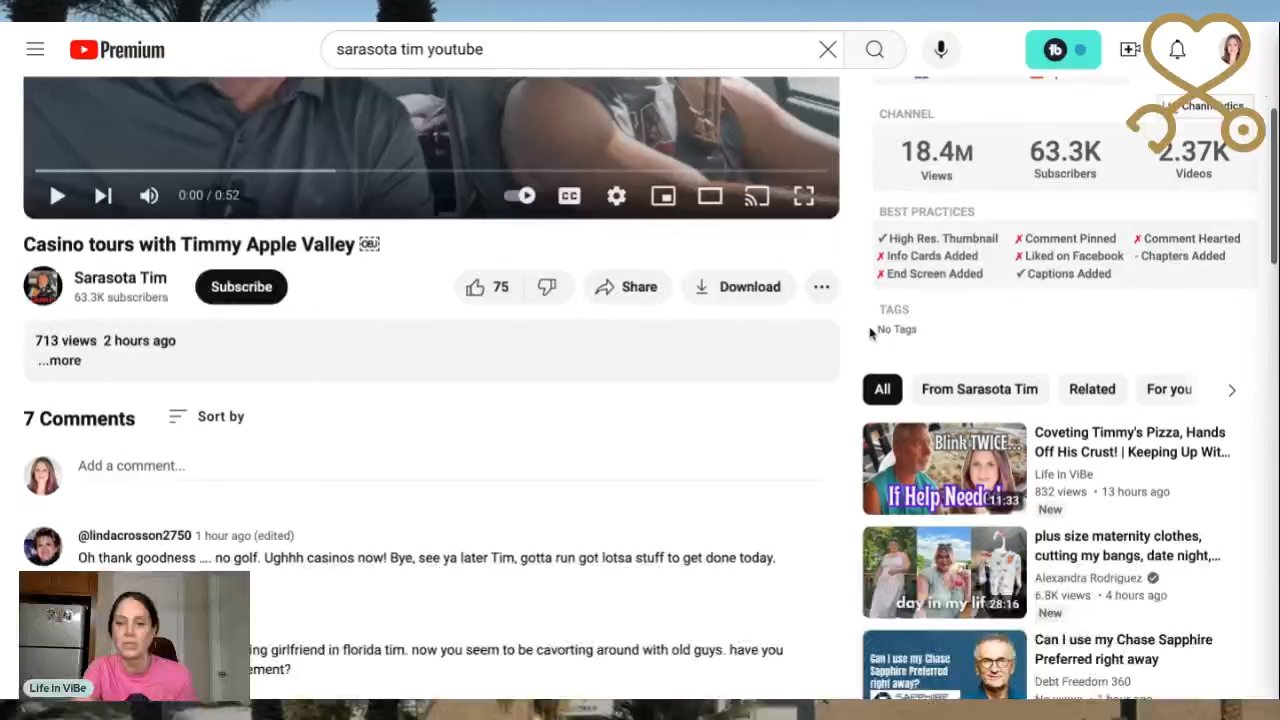 Premium
sarasota tim youtube
0:00 / 0:52
CC
Casino tours with Timmy Apple Valley OBJ
Sarasota Tim
63.3K subscribers
Subscribe
75
Share
Download
713 views 2 hours ago
...more
7 Comments
Sort by
Add a comment...
@lindacrosson2750 1 hour ago (edited)
Oh thank goodness .... no golf. Ughhh casinos now! Bye, see ya later Tim, gotta run got lotsa stuff to get done today.
ing girlfriend in florida tim. now you seem to be cavorting around with old guys. have you
ement?
Life in ViBe
CHANNEL
18.4M
Views
63.3K
Subscribers
2.37K
Videos
BEST PRACTICES
✓High Res. Thumbnail ✗Comment Pinned ✗Comment Hearted
✗Info Cards Added ✗Liked on Facebook - Chapters Added
✗End Screen Added ✓Captions Added
TAGS
No Tags
All
From Sarasota Tim
Related
For you
Blink TWICE...
If Help Needed!
11:33
Coveting Timmy's Pizza, Hands
Off His Crust! | Keeping Up Wit...
Life in ViBe
832 views • 13 hours ago
New
day in my lif
28:16
plus size maternity clothes,
cutting my bangs, date night,...
Alexandra Rodriguez
6.8K views • 4 hours ago
New
Can I use my Chase
Sapphire Preferred
right away?
Can I use my Chase Sapphire
Preferred right away
Debt Freedom 360